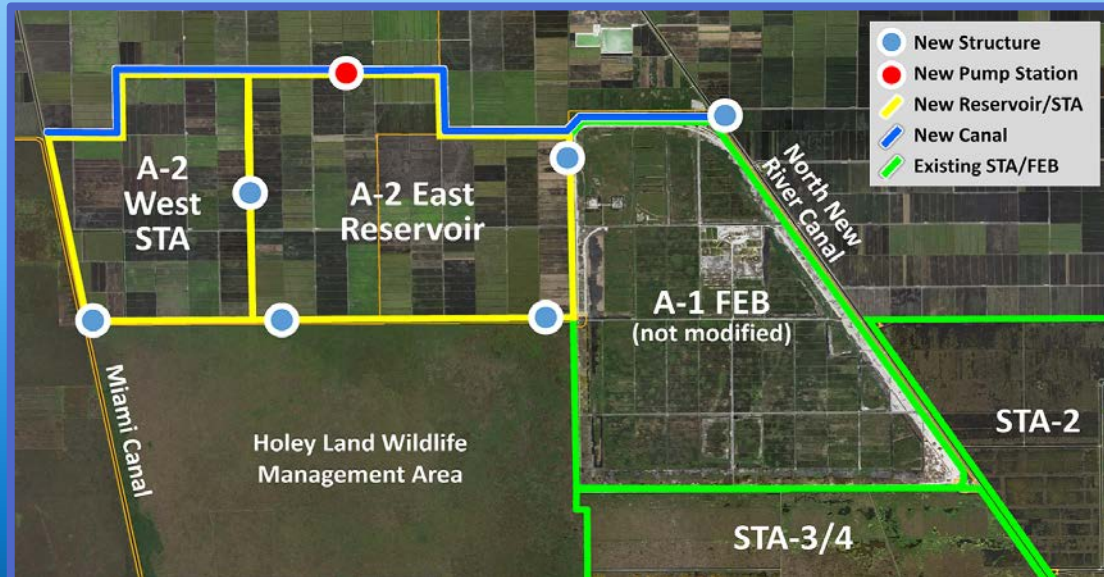 New Structure
New Pump Station
New Reservoir/STA
New Canal
Existing STA/FEB
A-2
West
STA
A-2 East
Reservoir
North New
River Canal
A-1 FEB
(not modified)
Miami Canal
Holey Land Wildlife
Management Area
STA-2
STA-3/4